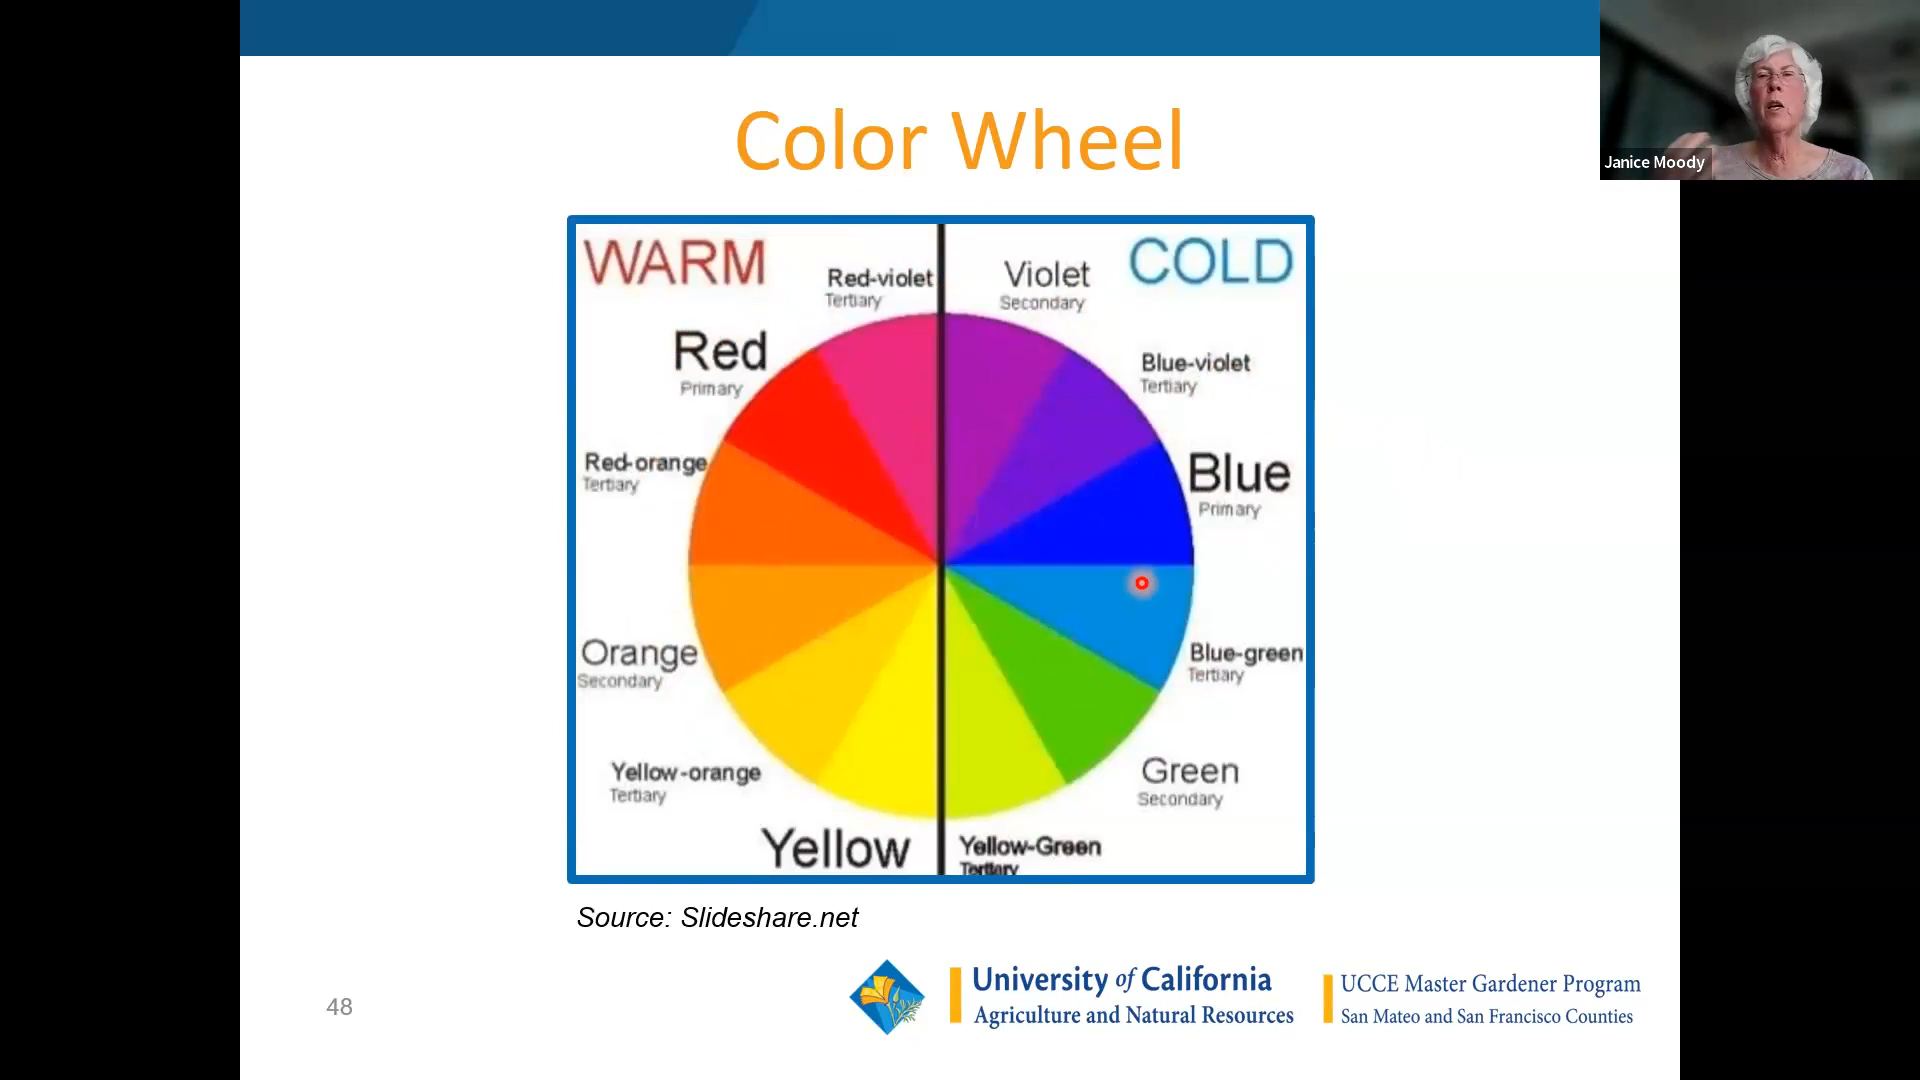 Color Wheel
Janice Moody
WARM
COLD
Red-violet
Tertiary
Violet
Secondary
Red
Primary
Blue-violet
Tertiary
Red-orange
Tertiary
Blue
Primary
Orange
Secondary
Blue-green
Tertiary
Yellow-orange
Tertiary
Green
Secondary
Yellow
Yellow-Green
Tertiary
Source: Slideshare.net
48
University of California
Agriculture and Natural Resources
UCCE Master Gardener Program
San Mateo and San Francisco Counties